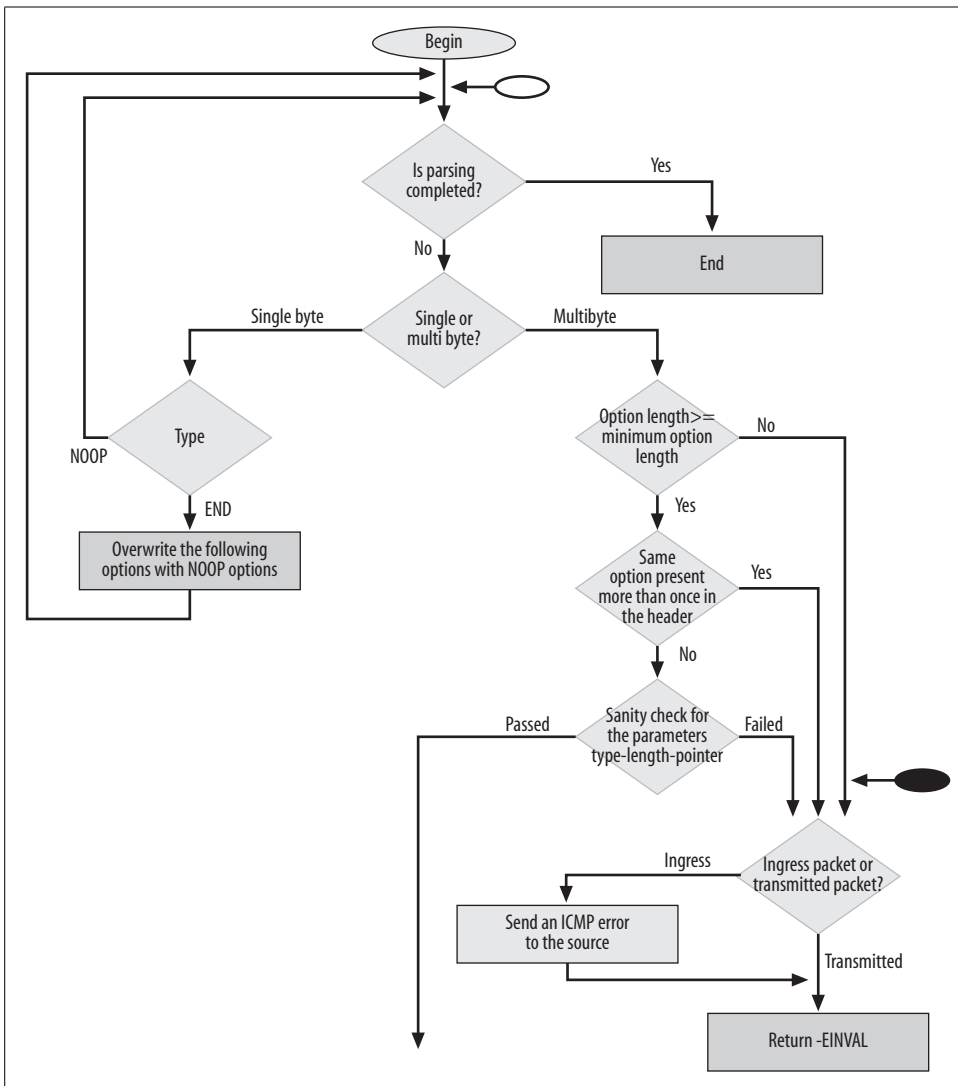 Begin
Is parsing
completed?
Yes
No
End
Single byte
Single or
multi byte?
Multibyte
Type
NOOP
END
Overwrite the following
options with NOOP options
Option length>=
minimum option
length
No
Yes
Same
option present
more than once in
the header
Yes
No
Passed
Sanity check for
the parameters
type-length-pointer
Failed
Ingress
Ingress packet or
transmitted packet?
Send an ICMP error
to the source
Transmitted
Return -EINVAL